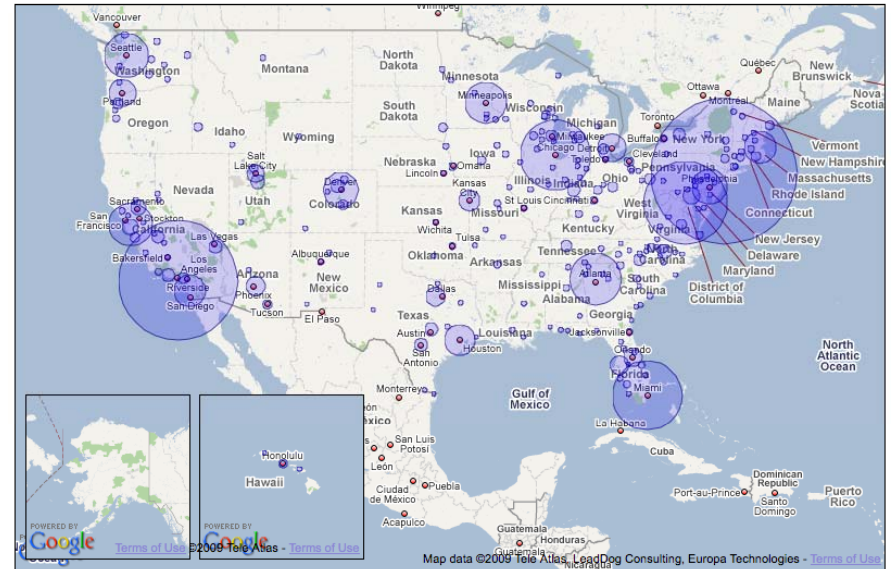 Vancouver
Winnipeg
Seattle
Washington
Portland
Montana
North
Dakota
Minnesota
Minneapolis
Québec
New
Brunswick
Ottawa
Montreal
Maine
Nova
Scotia
Oregon
Idaho
Wyoming
South
Dakota
Wisconsin
Michigan
Toronto
Milwaukee
Buffalo
New York
Vermont
New Hampshire
Massachusetts
Rhode Island
Connecticut
Salt
Lake City
Nebraska
Lincoln
Omaha
Iowa
Chicago
Detroit
Toledo
Cleveland
Pennsylvania
Philadelphia
Illinois
Indiana
Ohio
Nevada
Utah
Denver
Colorado
Sacramento
San
Francisco
Stockton
California
Kansas
City
Kansas
Missouri
St Louis
Cincinnati
West
Virginia
Virginia
Kentucky
New Jersey
Delaware
Maryland
District of
Columbia
Las Vegas
Bakersfield
Los
Angeles
Riverside
San Diego
Wichita
Tulsa
Albuquerque
New
Mexico
Oklahoma
Arkansas
Tennessee
North
Carolina
South
Carolina
Arizona
Phoenix
Tucson
El Paso
Dallas
Texas
Mississippi
Alabama
Atlanta
Georgia
Austin
San
Antonio
Houston
Louisiana
Jacksonville
Orlando
Florida
Miami
North
Atlantic
Ocean
Monterrey
Gulf of
Mexico
La Habana
Cuba
San Luis
Potosí
León
Ciudad
de México
Puebla
Acapulco
Port-au-Prince
Dominican
Republic
Santo
Domingo
Puerto
Rico
Guatemala
Guatemala
Honduras
Nicaragua
Honolulu
Hawaii
POWERED BY
Google
Terms of Use
POWERED BY
Google
©2009 Tele Atlas - Terms of Use
Map data ©2009 Tele Atlas, LeadDog Consulting, Europa Technologies - Terms of Use